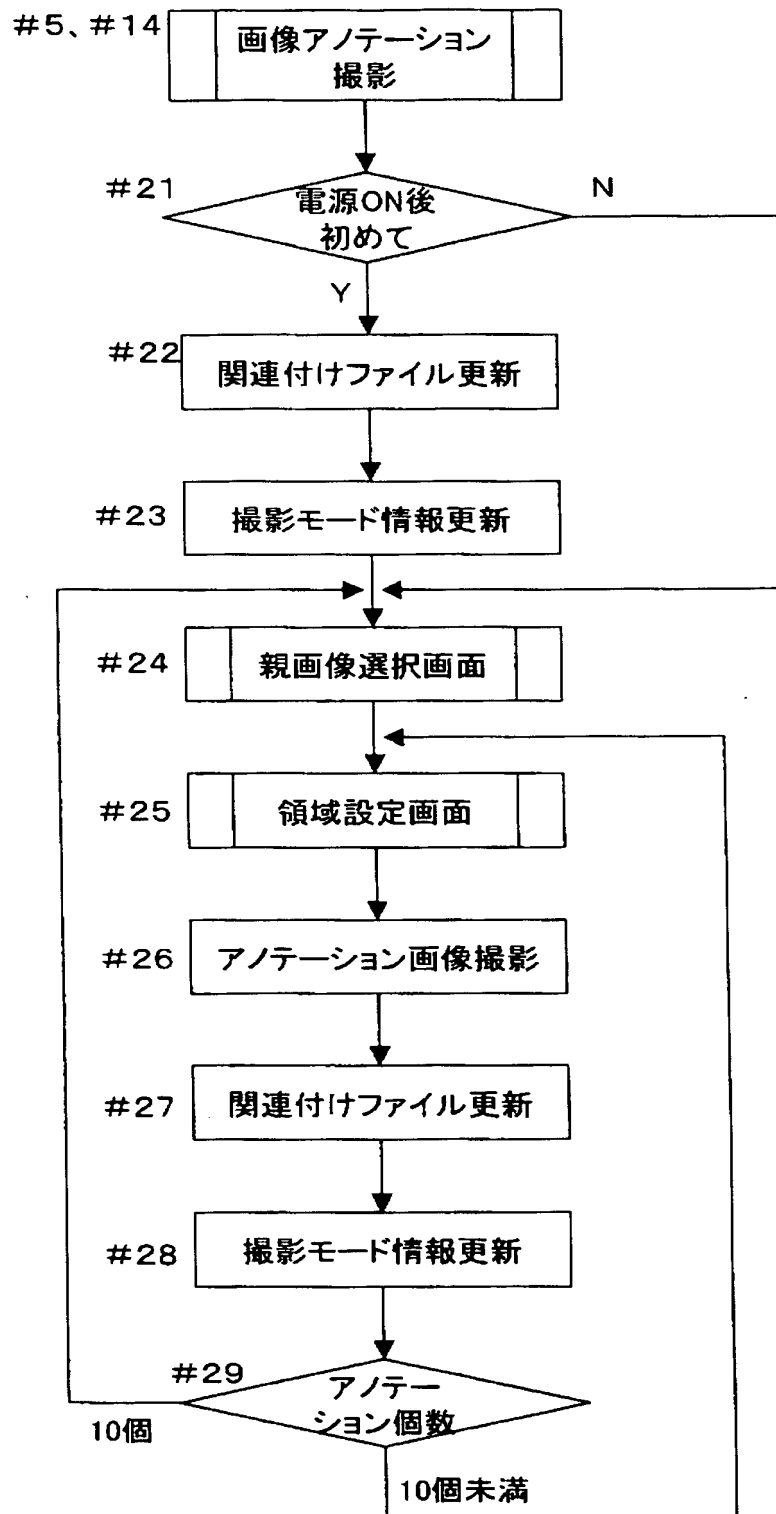 #5、#14
画像アノテーション
撮影
#21
電源ON後
初めて
N
Y
#22
関連付けファイル更新
#23
撮影モード情報更新
#24
親画像選択画面
#25
領域設定画面
#26
アノテーション画像撮影
#27
関連付けファイル更新
#28
撮影モード情報更新
#29
アノテー
ション個数
10個
10個未満